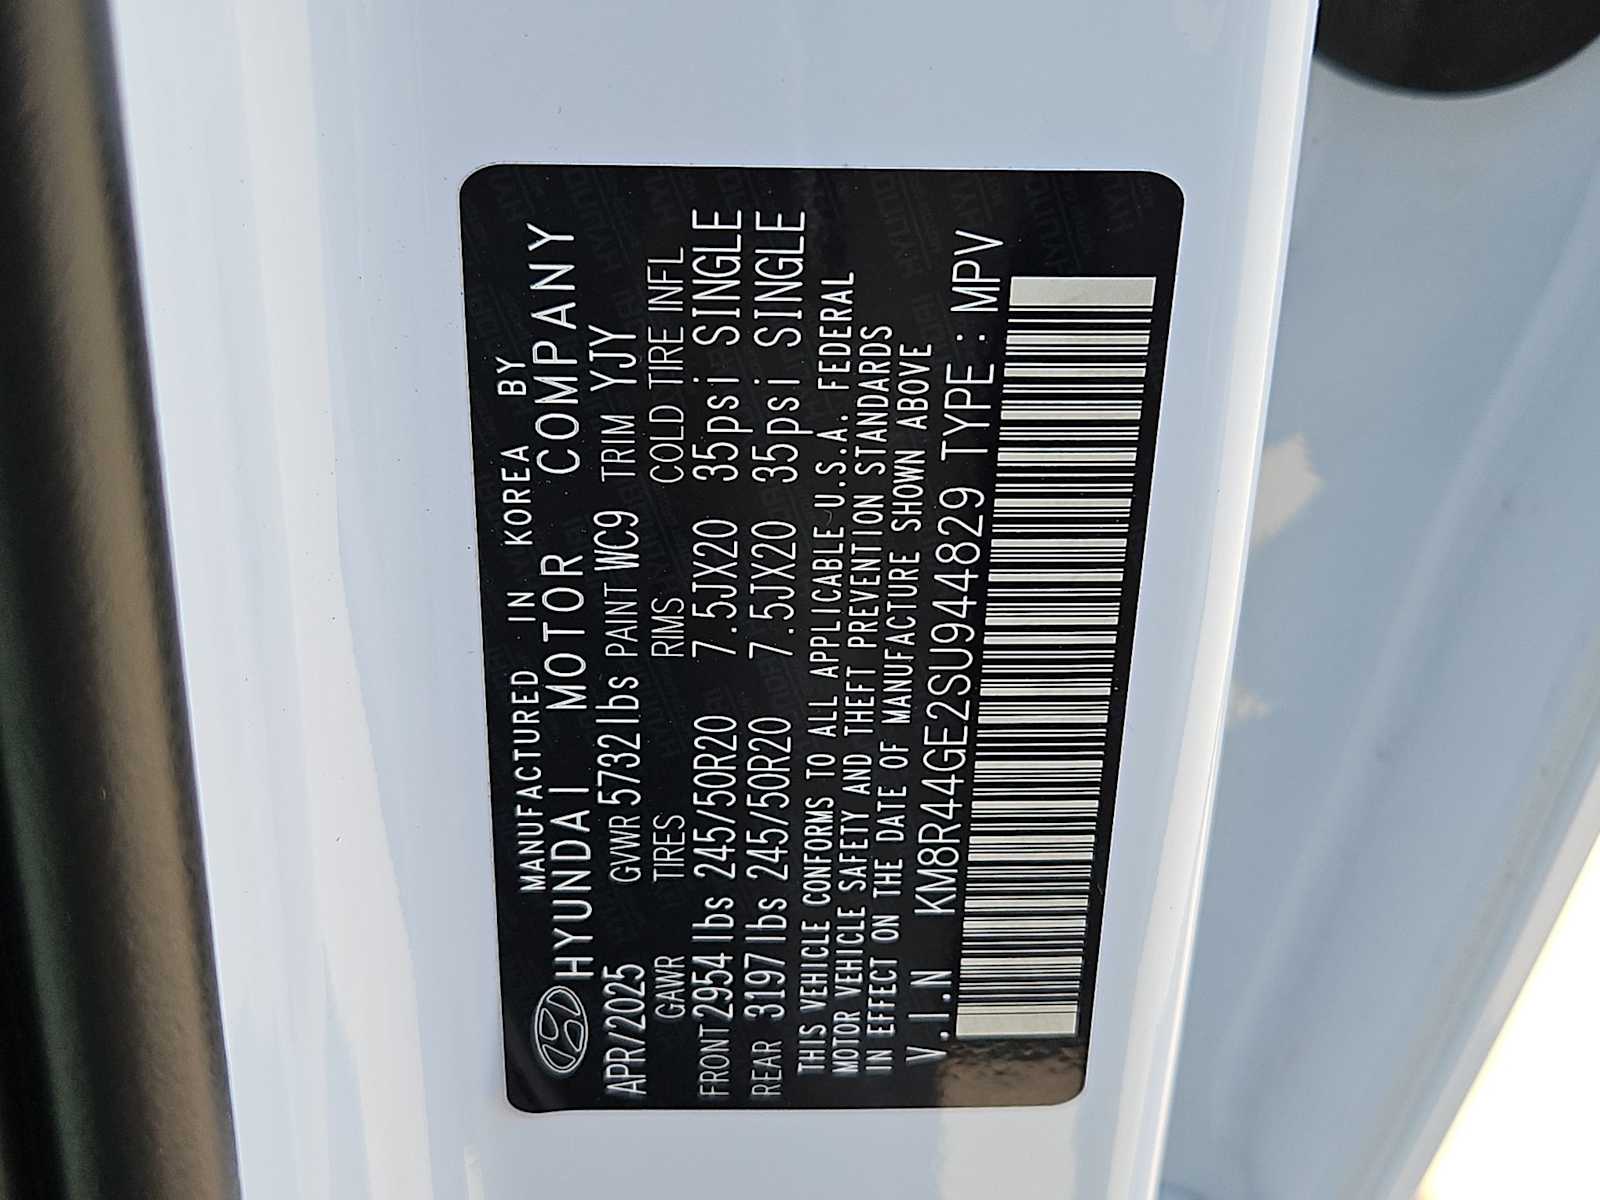 MANUFACTURED IN KOREA BY
HYUNDAI MOTOR COMPANY
APR/2025 GVWR 5732lbs PAINT WC9 TRIM YJY
GAWR TIRES RIMS COLD TIRE INFL
FRONT 2954lbs 245/50R20 7.5JX20 35psi SINGLE
REAR 3197lbs 245/50R20 7.5JX20 35psi SINGLE
THIS VEHICLE CONFORMS TO ALL APPLICABLE U.S.A. FEDERAL
MOTOR VEHICLE SAFETY AND THEFT PREVENTION STANDARDS
IN EFFECT ON THE DATE OF MANUFACTURE SHOWN ABOVE
V.I.N KM8R44GE2SU944829 TYPE : MPV